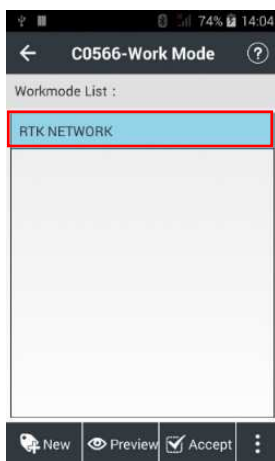 74% 14:04
C0566-Work Mode ?
Workmode List :
RTK NETWORK
New Preview Accept